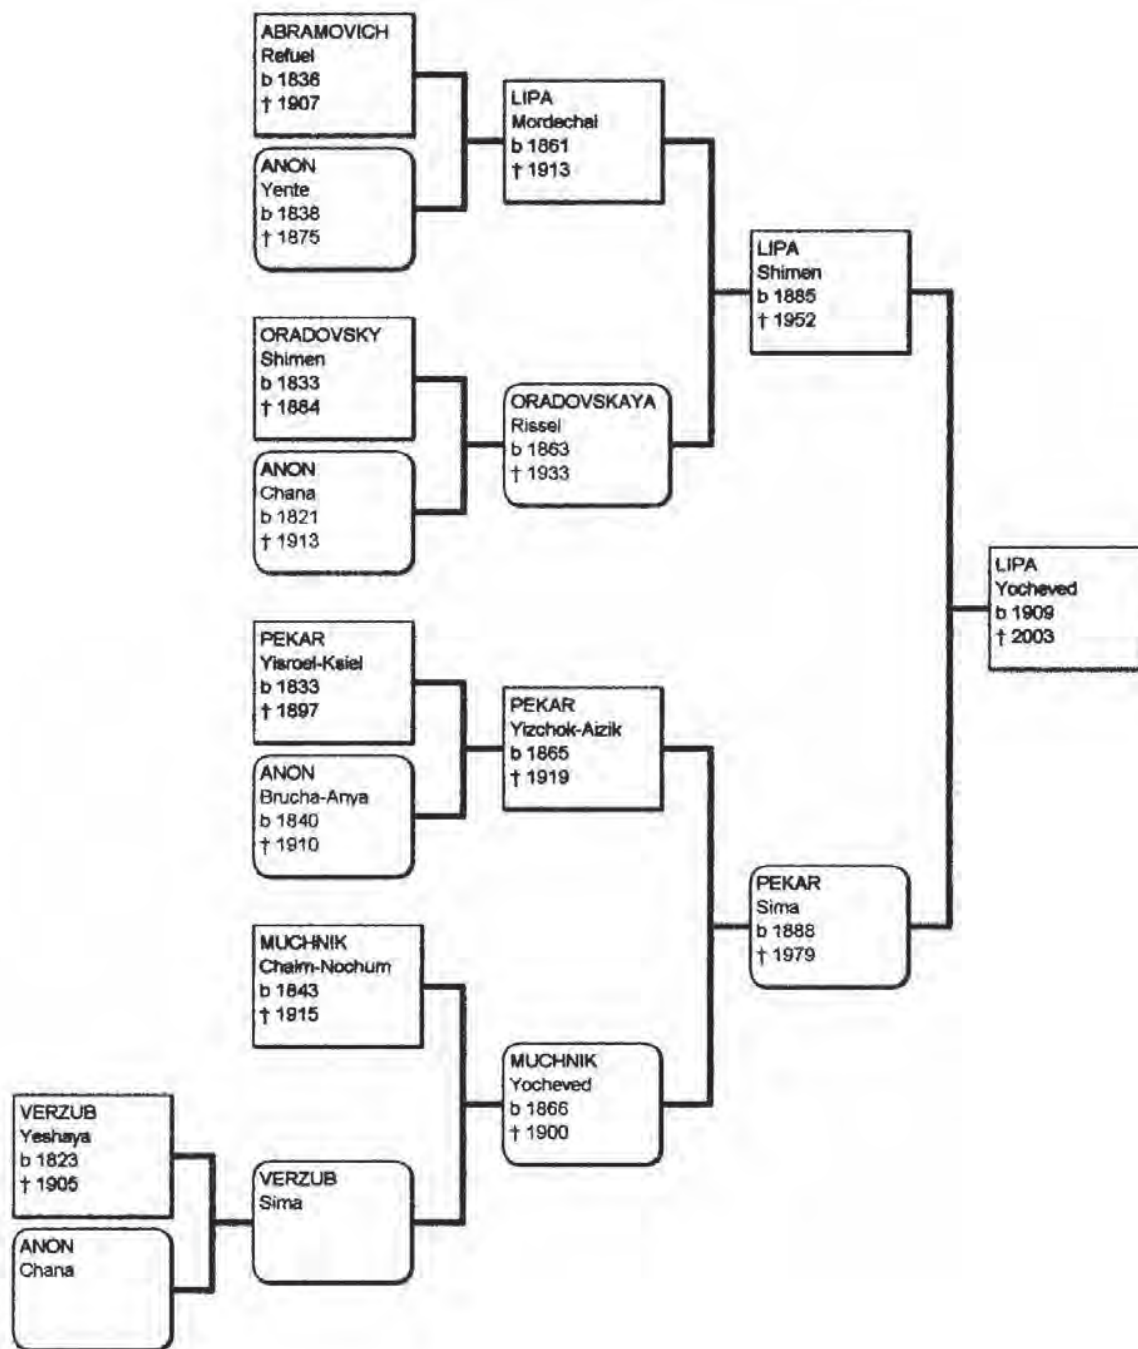 ABRAMOVICH
Refuel
b 1836
† 1907
ANON
Yente
b 1838
† 1875
LIPA
Mordechai
b 1861
† 1913
ORADOVSKY
Shimen
b 1833
† 1884
ANON
Chana
b 1821
† 1913
ORADOVSKAYA
Rissel
b 1863
† 1933
LIPA
Shimen
b 1885
† 1952
PEKAR
Yisroel-Ksiel
b 1833
† 1897
ANON
Brucha-Anya
b 1840
† 1910
PEKAR
Yizchok-Aizik
b 1865
† 1919
MUCHNIK
Chaim-Nochum
b 1843
† 1915
VERZUB
Yeshaya
b 1823
† 1905
ANON
Chana
VERZUB
Sima
MUCHNIK
Yocheved
b 1866
† 1900
PEKAR
Sima
b 1888
† 1979
LIPA
Yocheved
b 1909
† 2003